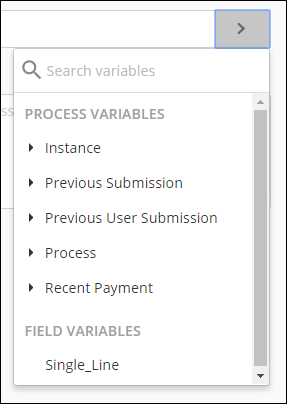 Search variables
PROCESS VARIABLES
Instance
Previous Submission
Previous User Submission
Process
Recent Payment
FIELD VARIABLES
Single_Line